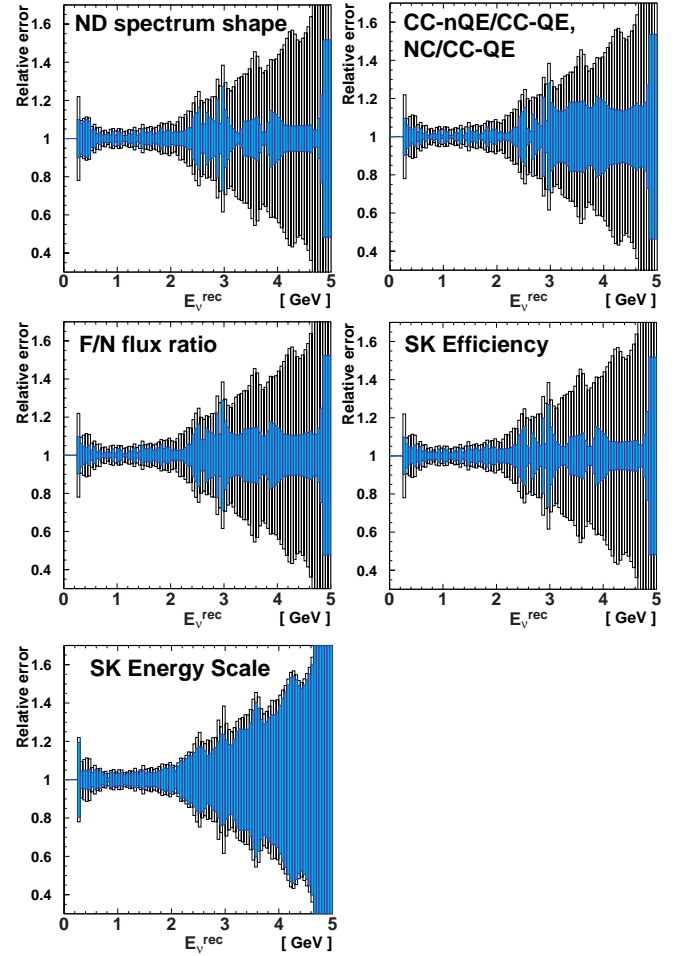 ND spectrum shape
Relative error
1.6
1.4
1.2
1
0.8
0.6
0.4
0 1 2 3 4 5
Eν rec [ GeV ]
CC-nQE/CC-QE,
NC/CC-QE
Relative error
1.6
1.4
1.2
1
0.8
0.6
0.4
0 1 2 3 4 5
Eν rec [ GeV ]
F/N flux ratio
Relative error
1.6
1.4
1.2
1
0.8
0.6
0.4
0 1 2 3 4 5
Eν rec [ GeV ]
SK Efficiency
Relative error
1.6
1.4
1.2
1
0.8
0.6
0.4
0 1 2 3 4 5
Eν rec [ GeV ]
SK Energy Scale
Relative error
1.6
1.4
1.2
1
0.8
0.6
0.4
0 1 2 3 4 5
Eν rec [ GeV ]